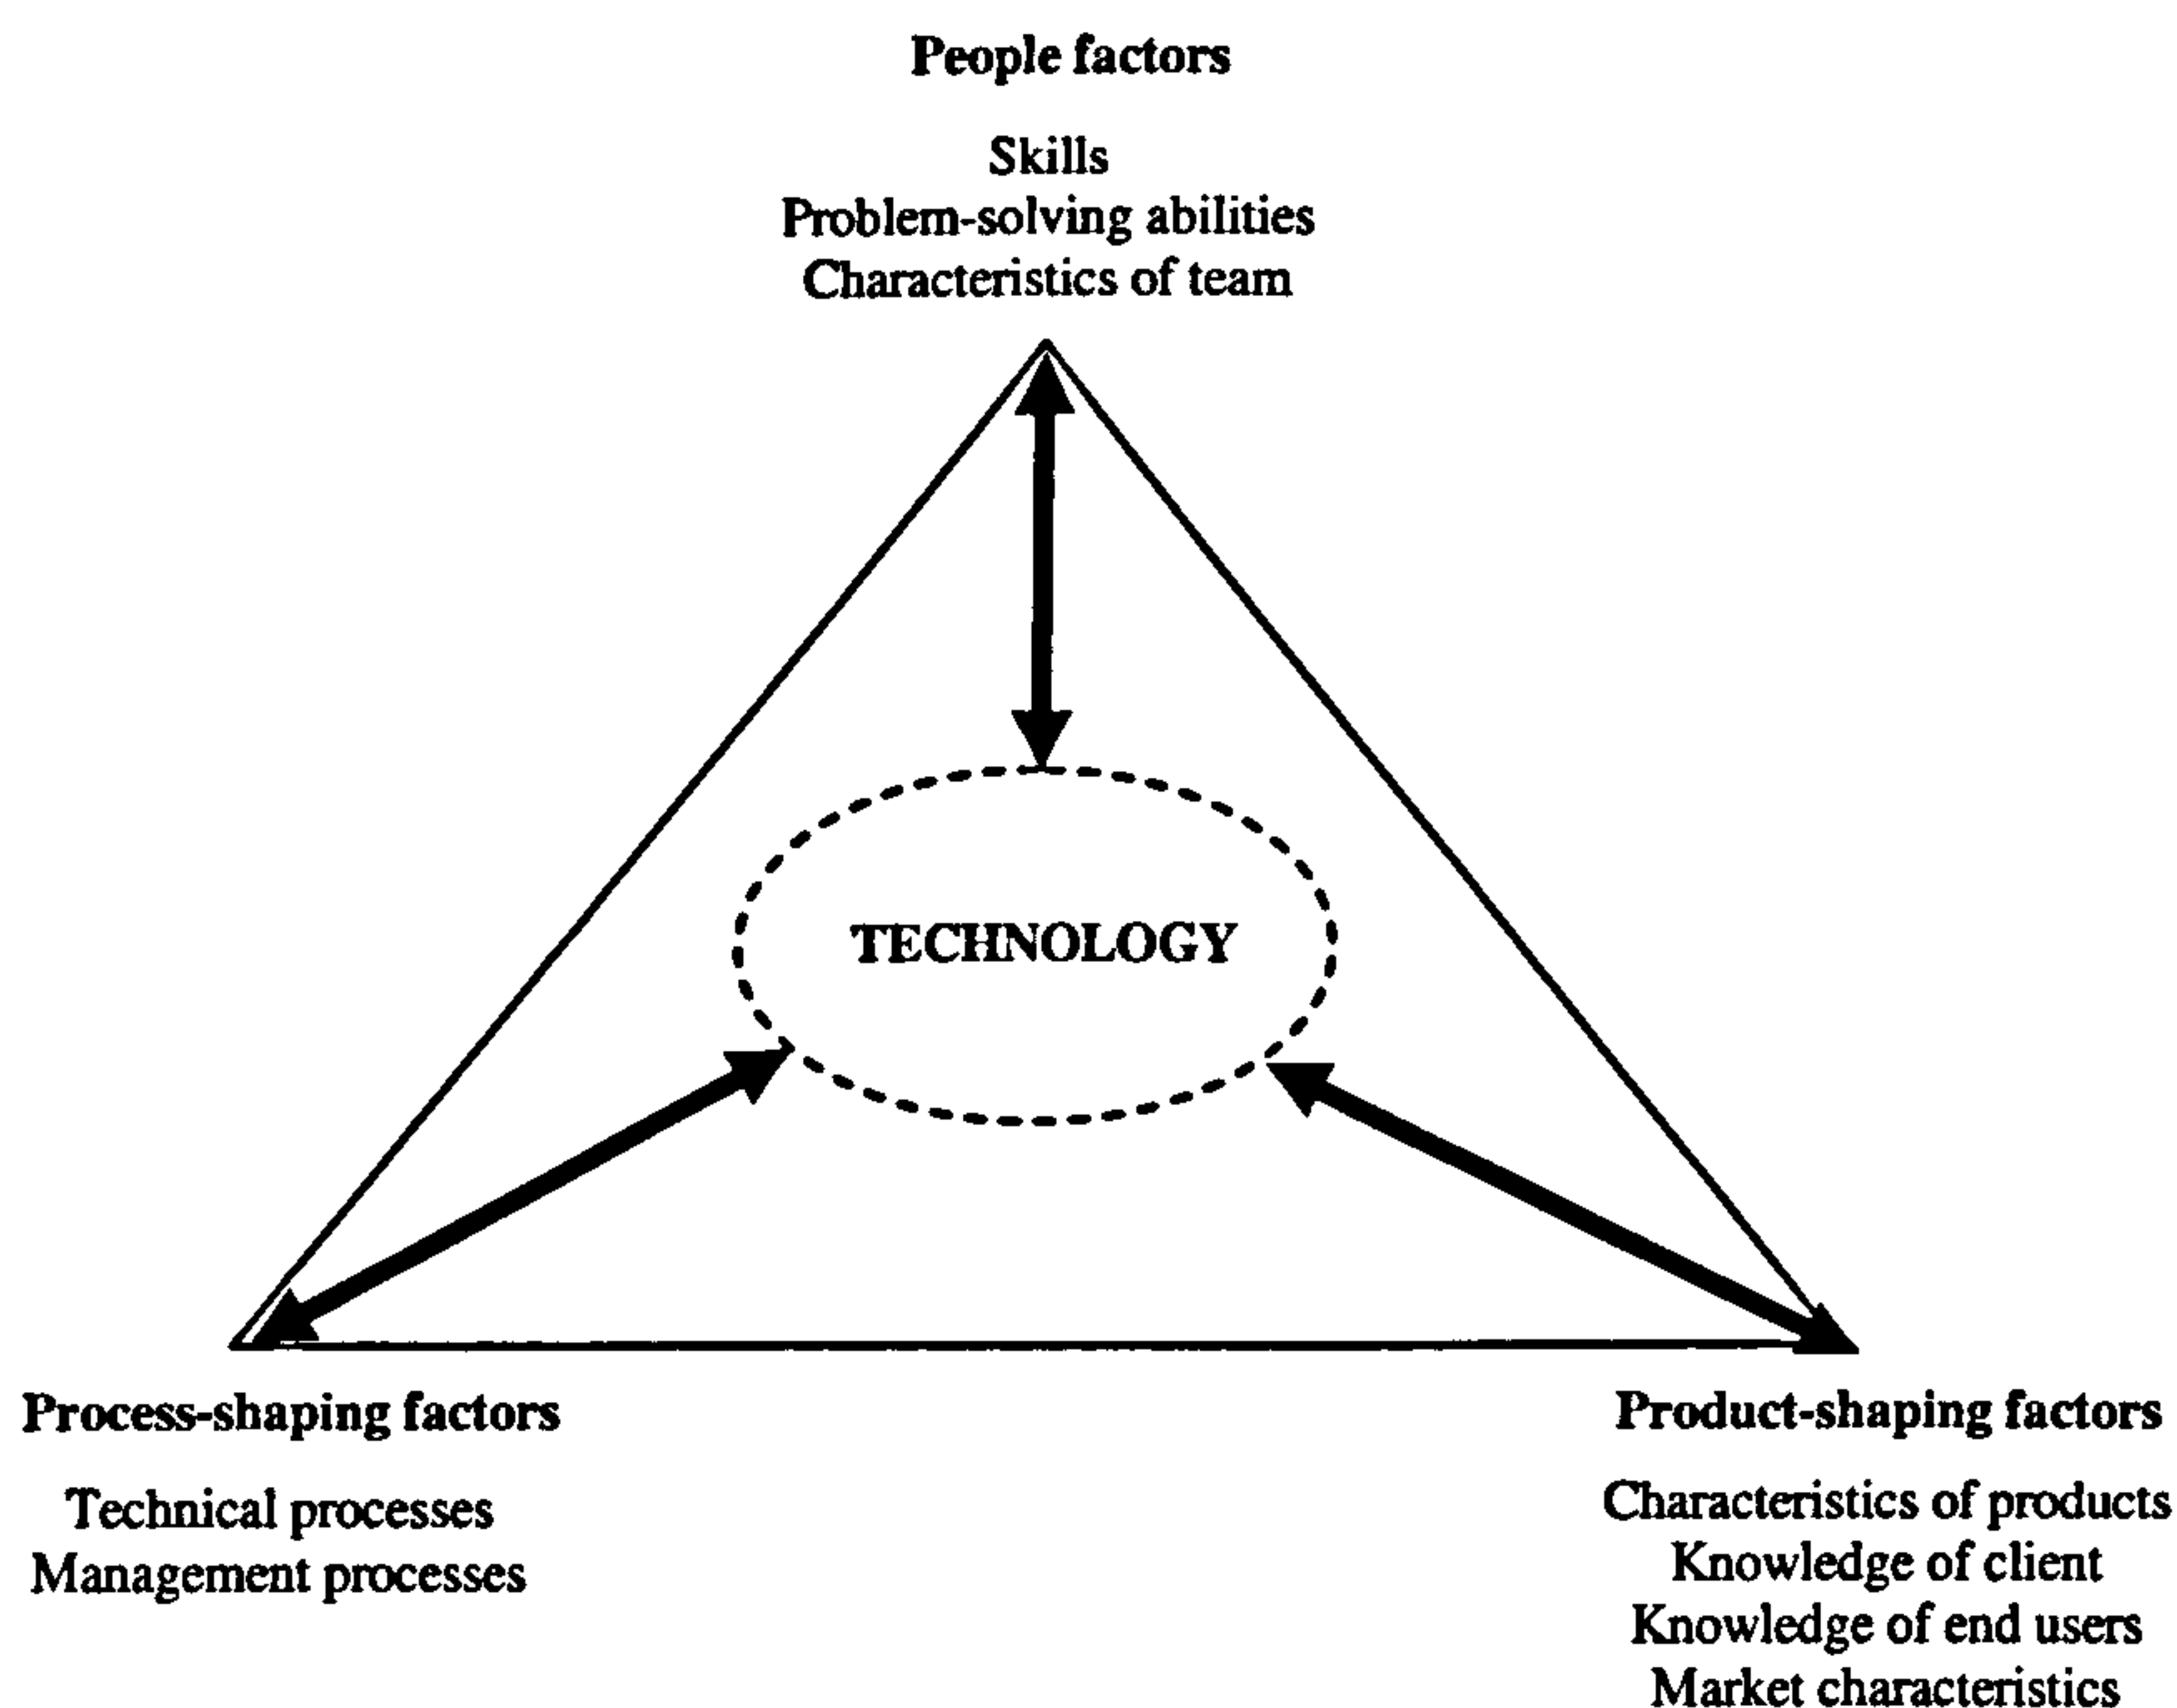 People factors
Skills
Problem-solving abilities
Characteristics of team
TECHNOLOGY
Process-shaping factors
Technical processes
Management processes
Product-shaping factors
Characteristics of products
Knowledge of client
Knowledge of end users
Market characteristics